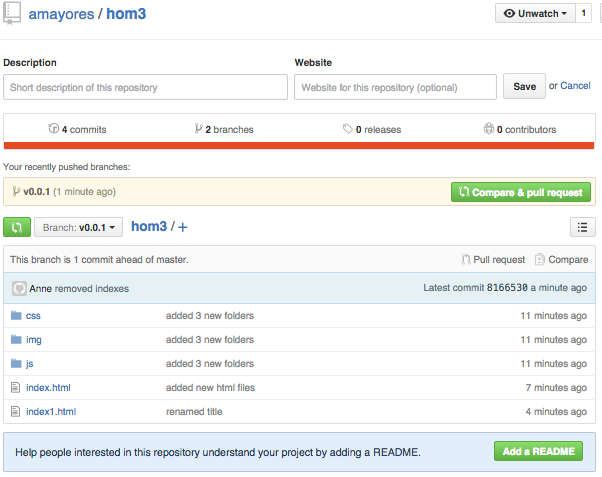 amayores / hom3 Unwatch 1
Description Website
Short description of this repository Website for this repository (optional) Save or Cancel
4 commits 2 branches 0 releases 0 contributors
Your recently pushed branches:
v0.0.1 (1 minute ago) Compare & pull request
Branch: v0.0.1 hom3 / +
This branch is 1 commit ahead of master. Pull request Compare
Anne removed indexes Latest commit 8166530 a minute ago
css added 3 new folders 11 minutes ago
img added 3 new folders 11 minutes ago
js added 3 new folders 11 minutes ago
index.html added new html files 7 minutes ago
index1.html renamed title 4 minutes ago
Help people interested in this repository understand your project by adding a README. Add a README